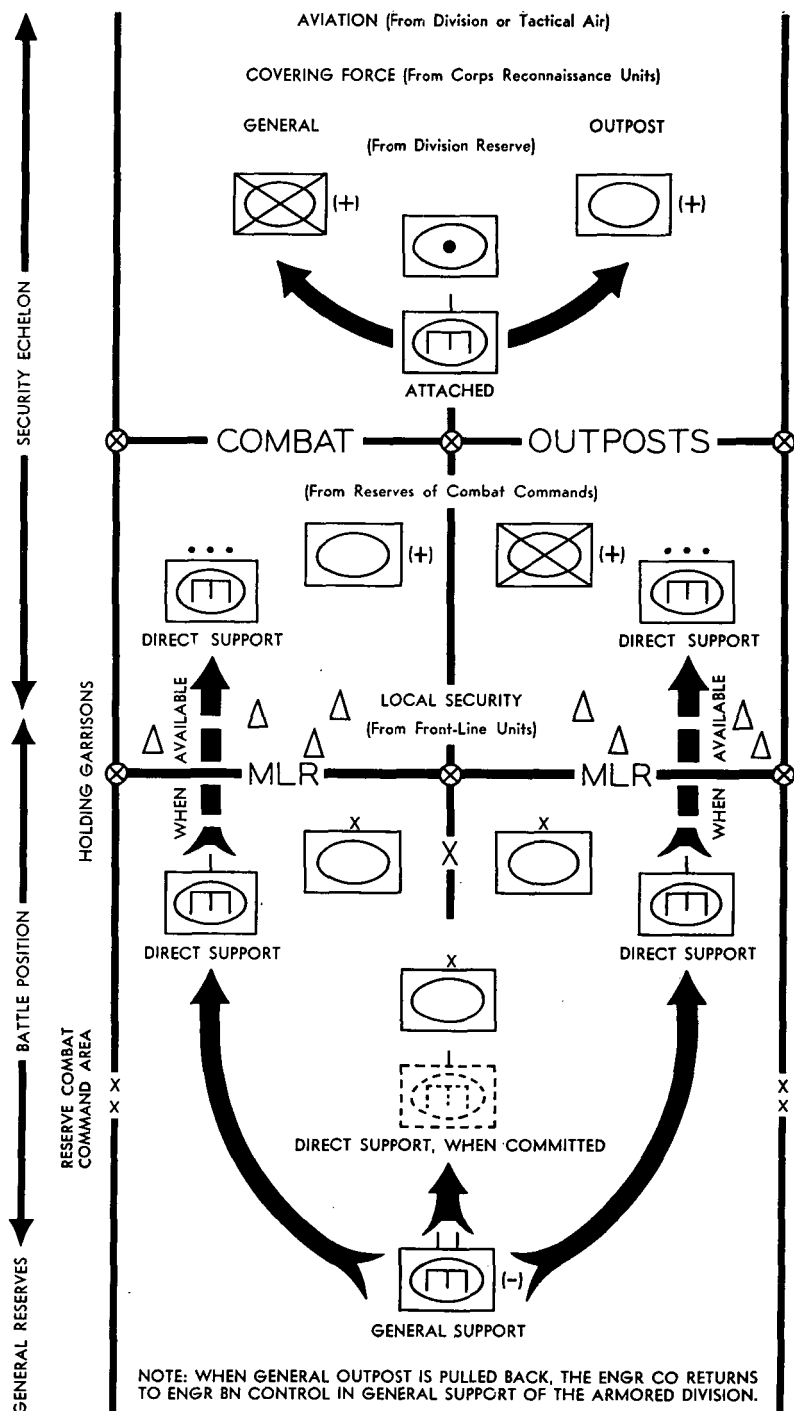 AVIATION (From Division or Tactical Air)
COVERING FORCE (From Corps Reconnaissance Units)
GENERAL
OUTPOST
(From Division Reserve)
(+)
(+)
E
ATTACHED
SECURITY ECHELON
COMBAT
OUTPOSTS
(From Reserves of Combat Commands)
(+)
(+)
E
E
DIRECT SUPPORT
DIRECT SUPPORT
WHEN AVAILABLE
LOCAL SECURITY
(From Front-Line Units)
WHEN AVAILABLE
HOLDING GARRISONS
MLR
MLR
X
X
X
E
E
DIRECT SUPPORT
DIRECT SUPPORT
BATTLE POSITION
X
RESERVE COMBAT
COMMAND AREA
X
X
X
X
E
DIRECT SUPPORT, WHEN COMMITTED
E
(-)
GENERAL SUPPORT
GENERAL RESERVES
NOTE: WHEN GENERAL OUTPOST IS PULLED BACK, THE ENGR CO RETURNS
TO ENGR BN CONTROL IN GENERAL SUPPORT OF THE ARMORED DIVISION.